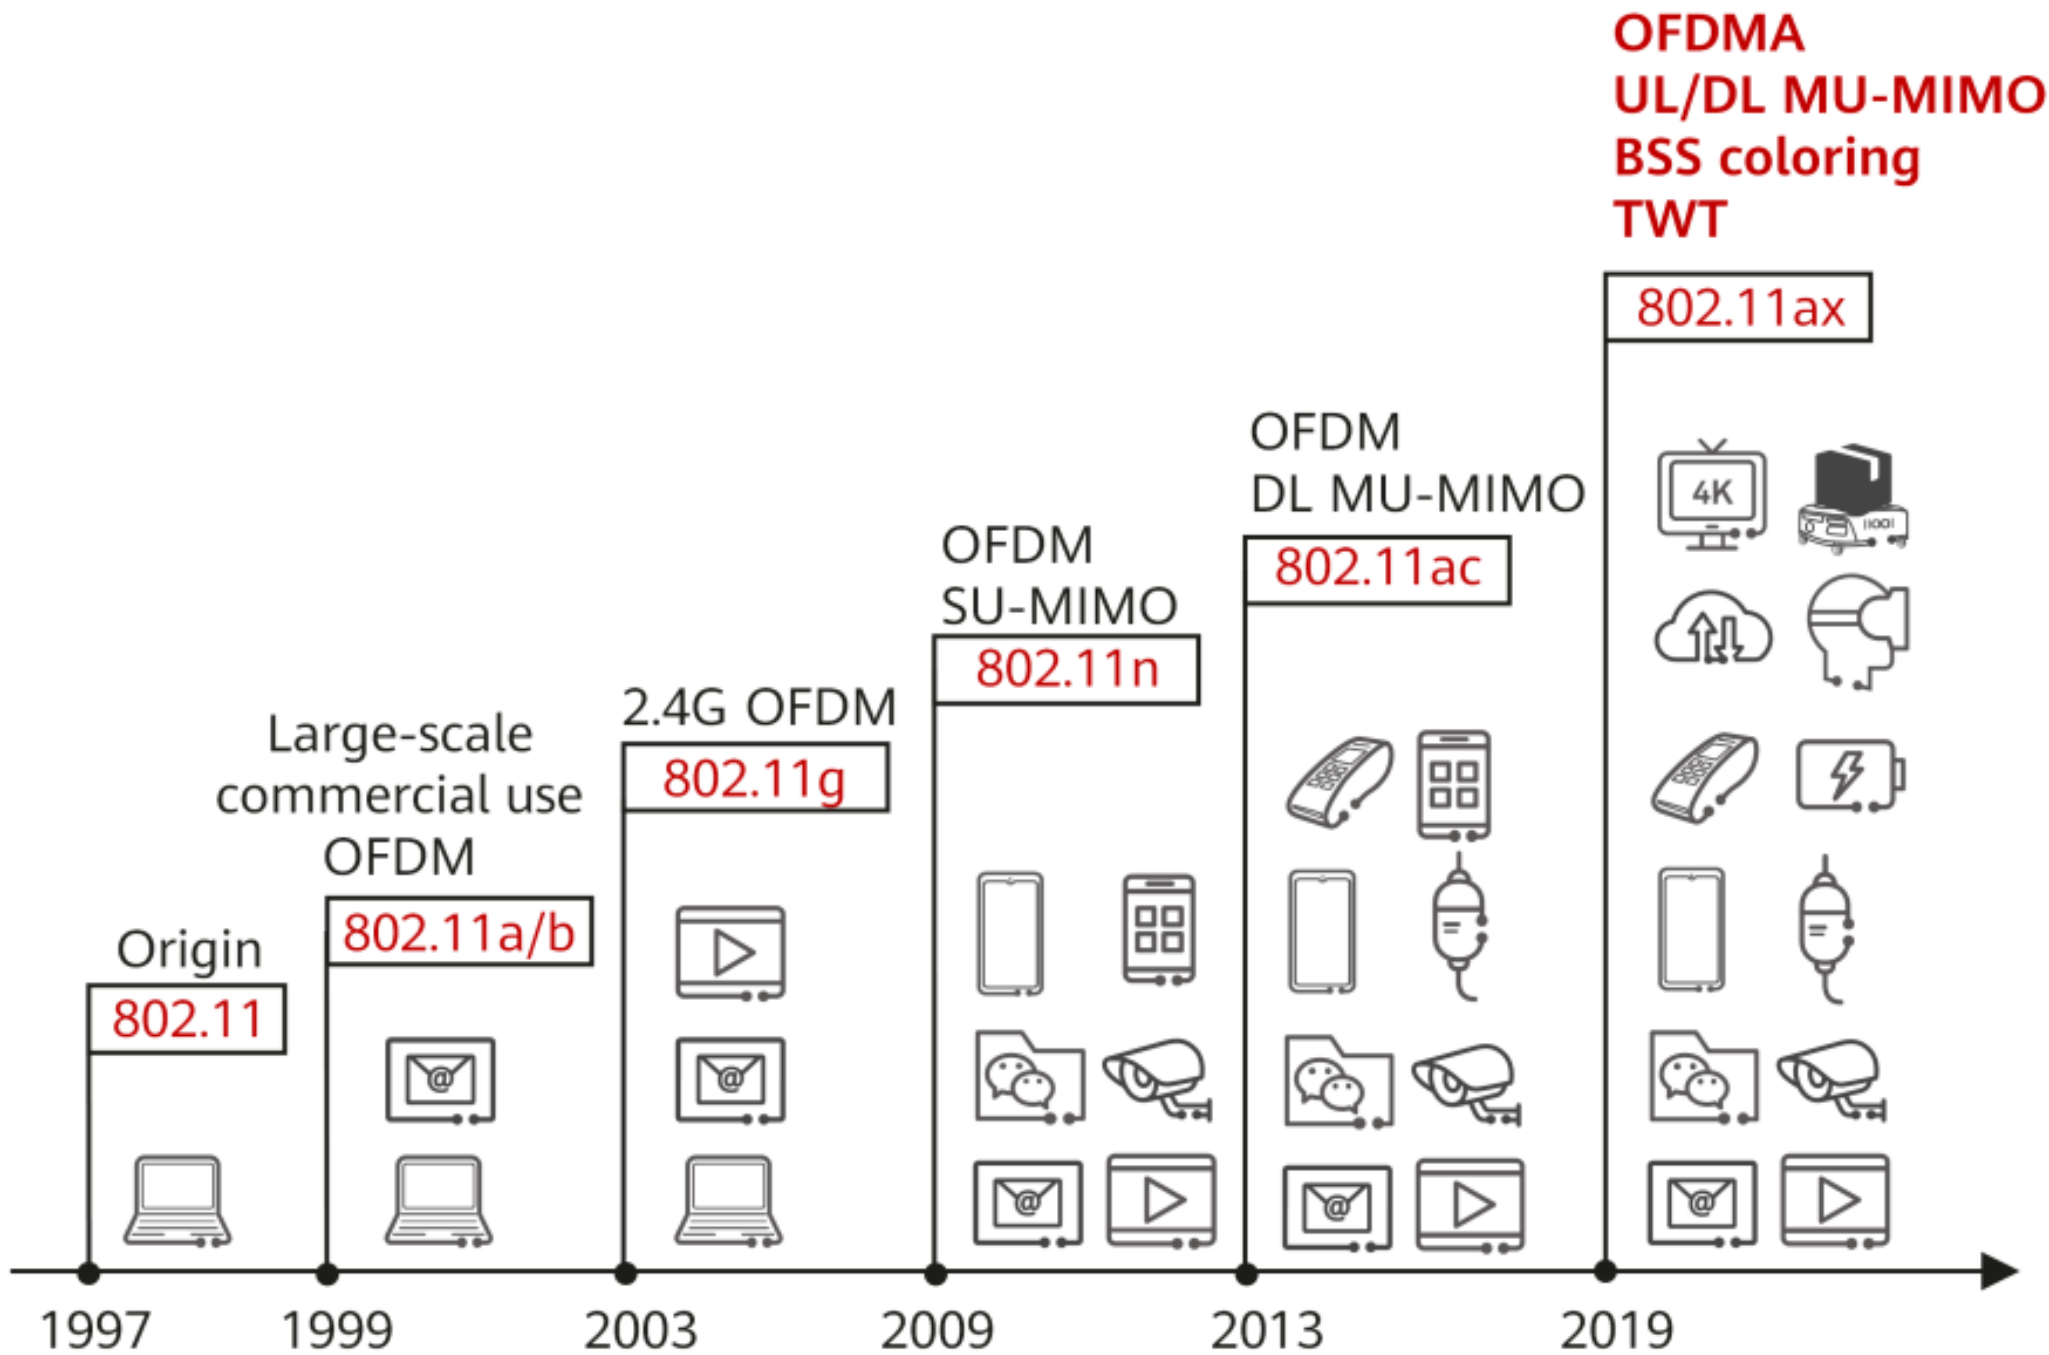 OFDMA
UL/DL MU-MIMO
BSS coloring
TWT
802.11ax
OFDM
DL MU-MIMO
802.11ac
OFDM
SU-MIMO
802.11n
2.4G OFDM
802.11g
Large-scale
commercial use
OFDM
802.11a/b
Origin
802.11
4K
11001
@
@
@
@
@
1997
1999
2003
2009
2013
2019